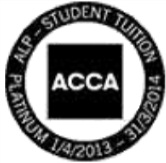 ALP - STUDENT TUITION
ACCA
PLATINUM 1/4/2013 - 31/3/2014